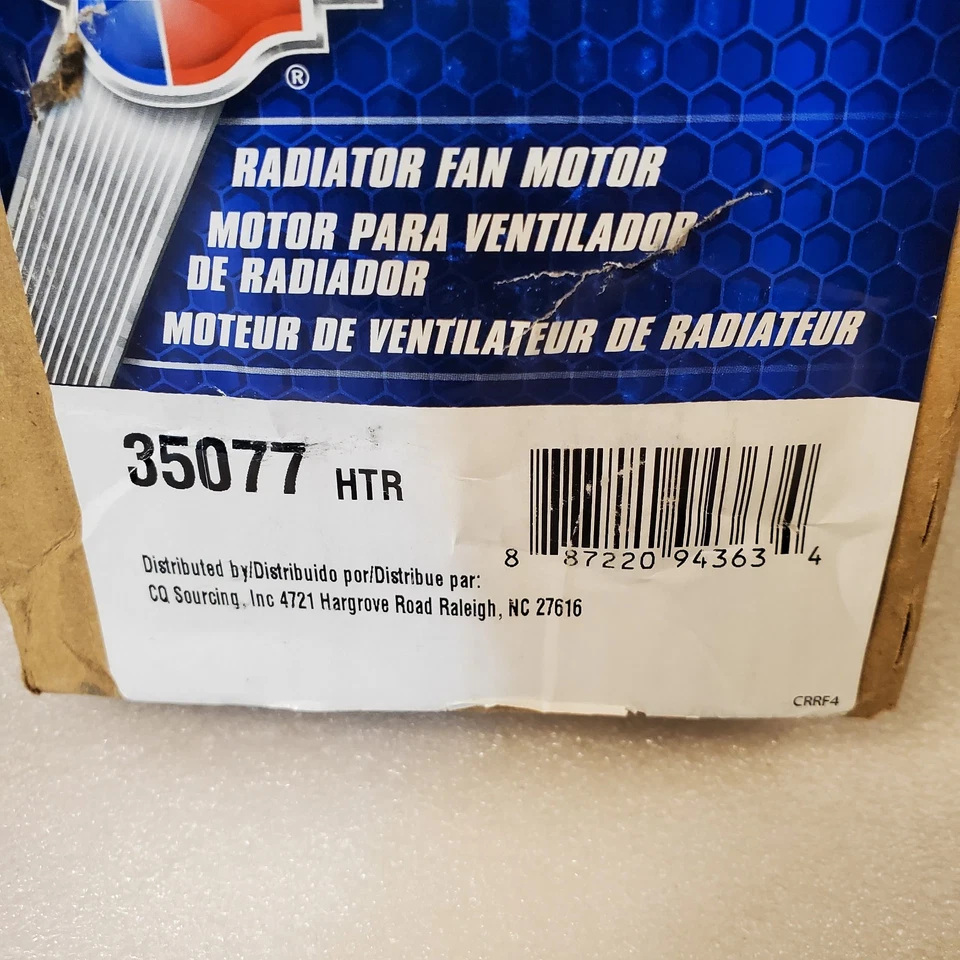 ®
RADIATOR FAN MOTOR
MOTOR PARA VENTILADOR
DE RADIADOR
MOTEUR DE VENTILATEUR DE RADIATEUR
35077 HTR
8 87220 94363 4
Distributed by/Distribuido por/Distribue par:
CQ Sourcing, Inc 4721 Hargrove Road Raleigh, NC 27616
CRRF4